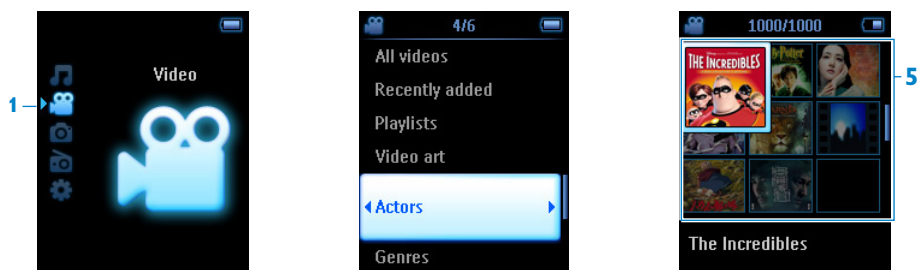 1
Video
4/6
All videos
Recently added
Playlists
Video art
Actors
Genres
1000/1000
THE INCREDIBLES
5
The Incredibles